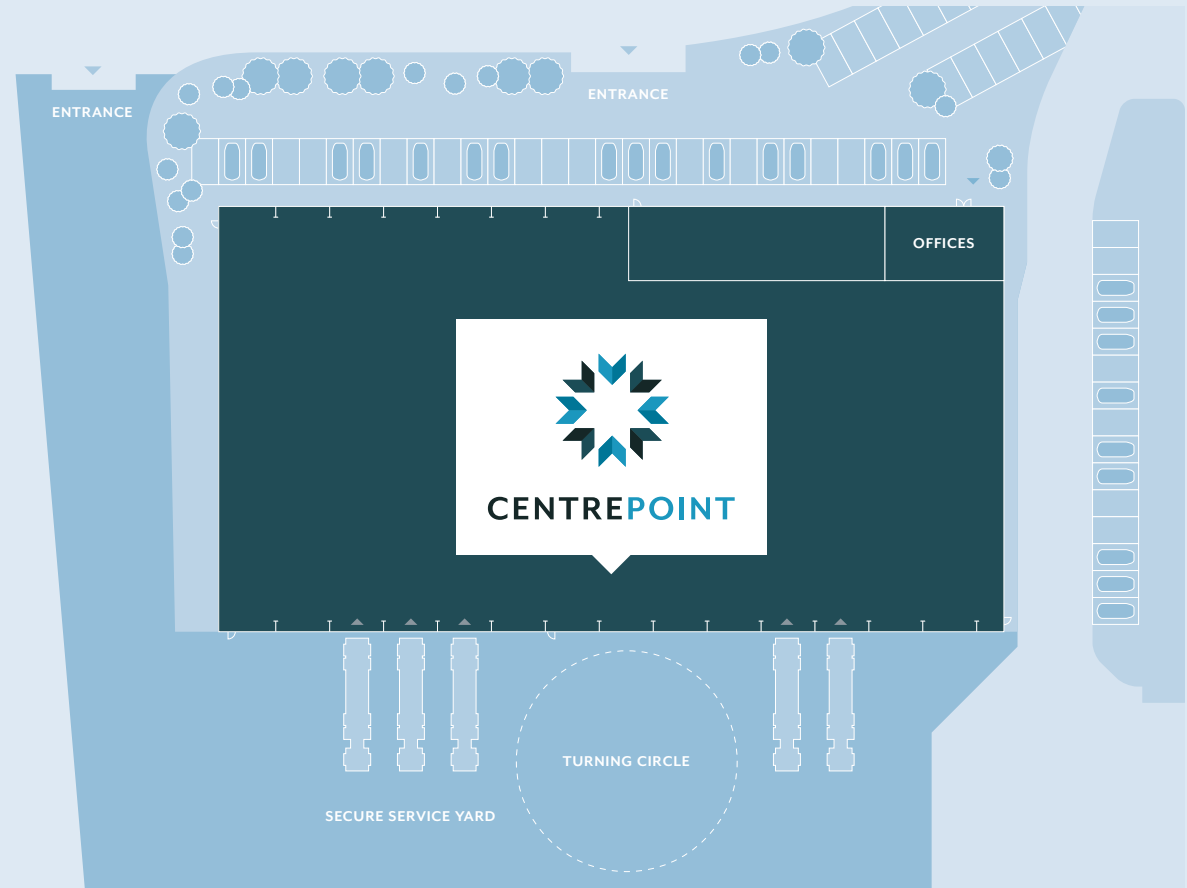 ENTRANCE
ENTRANCE
OFFICES
CENTREPOINT
TURNING CIRCLE
SECURE SERVICE YARD